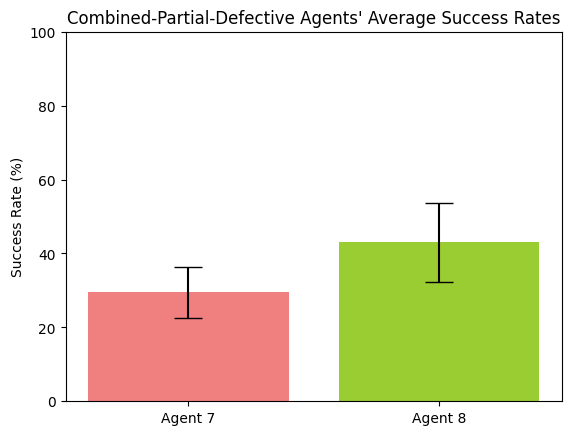 Combined-Partial-Defective Agents' Average Success Rates
100
80
60
40
20
0
Success Rate (%)
Agent 7
Agent 8